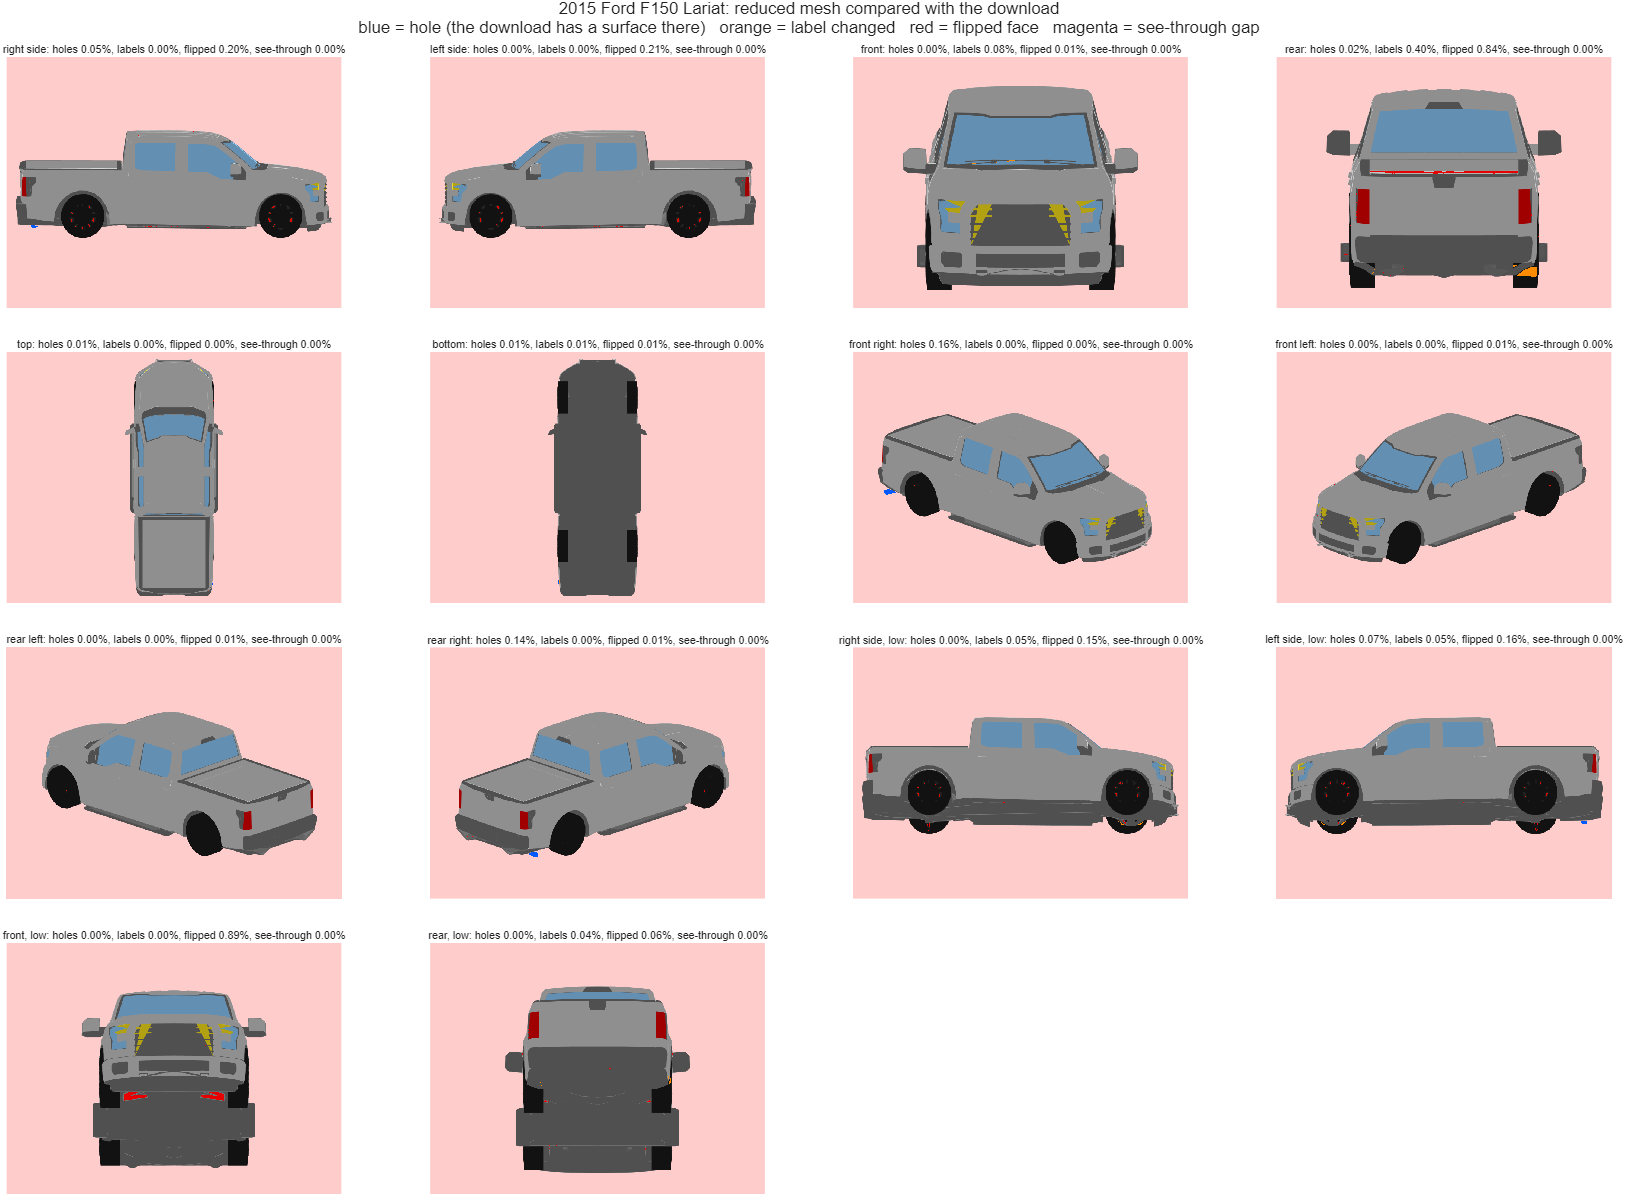 2015 Ford F150 Lariat: reduced mesh compared with the download
blue = hole (the download has a surface there)   orange = label changed   red = flipped face   magenta = see-through gap
right side: holes 0.05%, labels 0.00%, flipped 0.20%, see-through 0.00%
left side: holes 0.00%, labels 0.00%, flipped 0.21%, see-through 0.00%
front: holes 0.00%, labels 0.08%, flipped 0.01%, see-through 0.00%
rear: holes 0.02%, labels 0.40%, flipped 0.84%, see-through 0.00%
top: holes 0.01%, labels 0.00%, flipped 0.00%, see-through 0.00%
bottom: holes 0.01%, labels 0.01%, flipped 0.01%, see-through 0.00%
front right: holes 0.16%, labels 0.00%, flipped 0.00%, see-through 0.00%
front left: holes 0.00%, labels 0.00%, flipped 0.01%, see-through 0.00%
rear left: holes 0.00%, labels 0.00%, flipped 0.01%, see-through 0.00%
rear right: holes 0.14%, labels 0.00%, flipped 0.01%, see-through 0.00%
right side, low: holes 0.00%, labels 0.05%, flipped 0.15%, see-through 0.00%
left side, low: holes 0.07%, labels 0.05%, flipped 0.16%, see-through 0.00%
front, low: holes 0.00%, labels 0.00%, flipped 0.89%, see-through 0.00%
rear, low: holes 0.00%, labels 0.04%, flipped 0.06%, see-through 0.00%